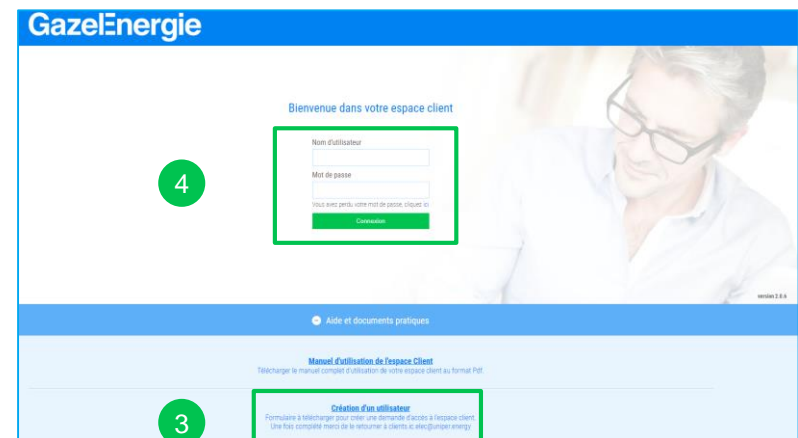 GazelEnergie
Bienvenue dans votre espace client
Nom d'utilisateur
Mot de passe
Vous avez perdu votre mot de passe, cliquez ici
Connexion
4
version 2.8.6
Aide et documents pratiques
Manuel d'utilisation de l'espace Client
Télécharger le manuel complet d'utilisation de votre espace client au format Pdf.
3
Création d'un utilisateur
Formulaire à télécharger pour créer une demande d'accès à l'espace client.
Une fois complété merci de le retourner à clients.ic.elec@uniper.energy